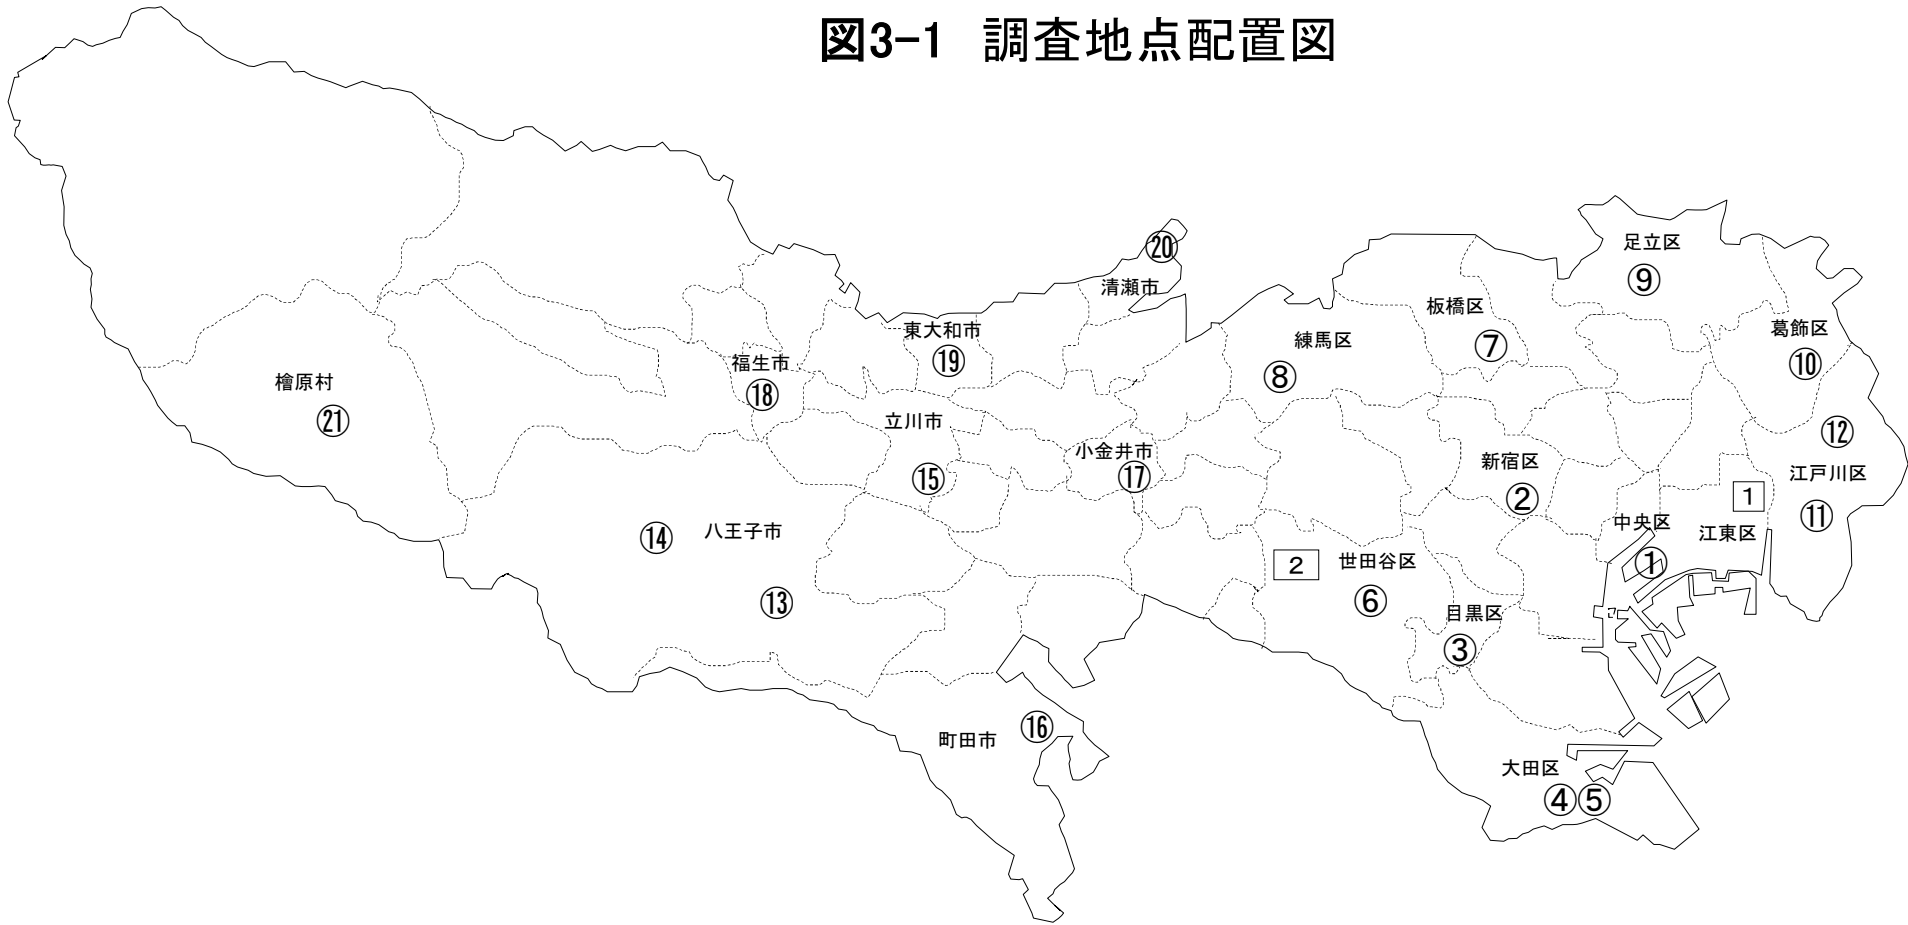 図3-1 調査地点配置図
⑳
清瀬市
足立区
⑨
板橋区
⑦
葛飾区
⑩
練馬区
⑧
東大和市
⑲
福生市
⑱
檜原村
㉑
立川市
⑮
小金井市
⑰
新宿区
②
⑫
江戸川区
⑪
1
江東区
中央区
①
⑭
八王子市
⑬
2
世田谷区
⑥
目黒区
③
町田市
⑯
大田区
④⑤